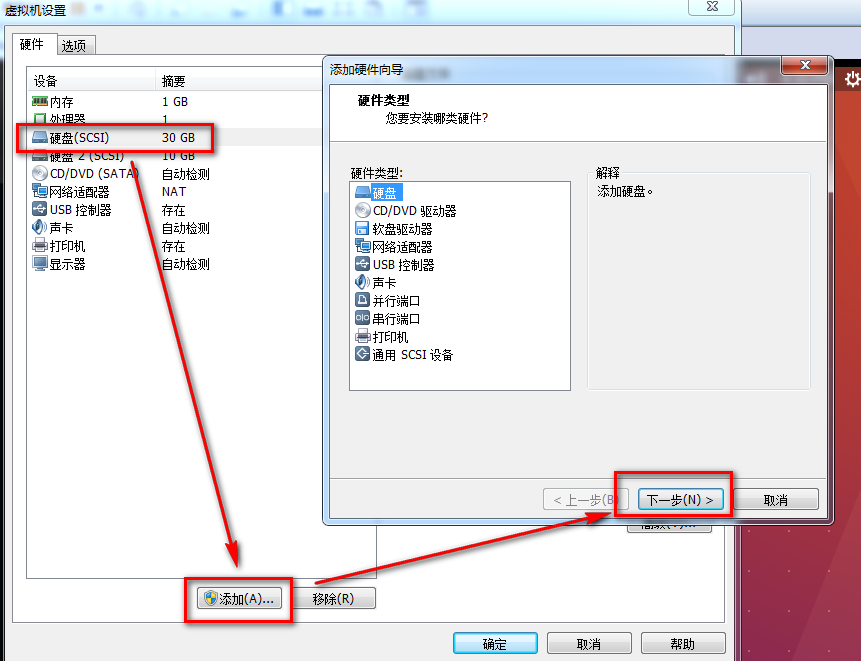 虚拟机设置
硬件
选项
设备 摘要
内存 1 GB
处理器 1
硬盘(SCSI) 30 GB
硬盘 2 (SCSI) 10 GB
CD/DVD (SATA) 自动检测
网络适配器 NAT
USB 控制器 存在
声卡 自动检测
打印机 存在
显示器 自动检测
添加(A)...
移除(R)
确定
取消
帮助
添加硬件向导
硬件类型
您要安装哪类硬件?
硬件类型:
硬盘
CD/DVD 驱动器
软盘驱动器
网络适配器
USB 控制器
声卡
并行端口
串行端口
打印机
通用 SCSI 设备
解释
添加硬盘。
< 上一步(B
下一步(N) >
取消